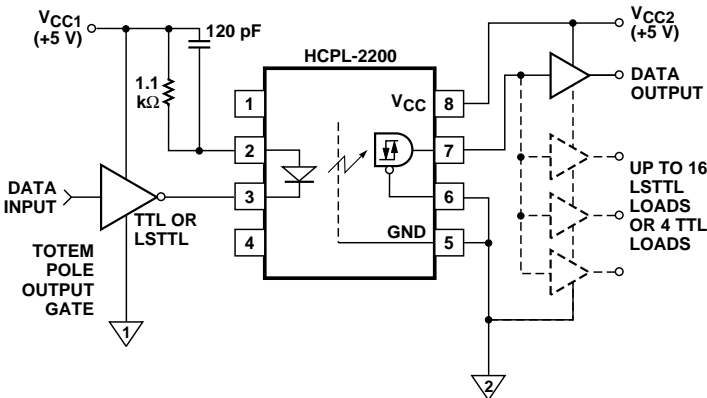 VCC1
(+5 V)
120 pF
1.1
kΩ
HCPL-2200
VCC2
(+5 V)
1
2
3
4
VCC
8
7
6
GND
5
DATA
OUTPUT
DATA
INPUT
TTL OR
LSTTL
TOTEM
POLE
OUTPUT
GATE
1
UP TO 16
LSTTL
LOADS
OR 4 TTL
LOADS
2